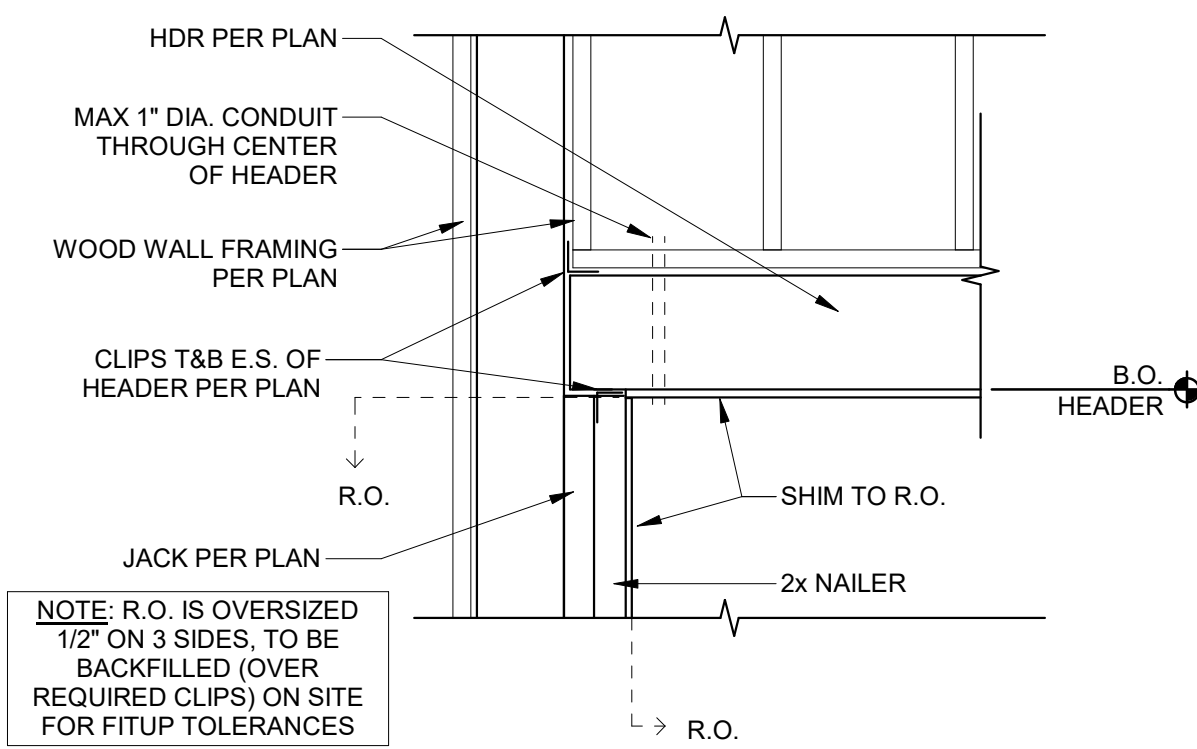 HDR PER PLAN
MAX 1" DIA. CONDUIT
THROUGH CENTER
OF HEADER
WOOD WALL FRAMING
PER PLAN
CLIPS T&B E.S. OF
HEADER PER PLAN
B.O.
HEADER
R.O.
SHIM TO R.O.
JACK PER PLAN
2x NAILER
NOTE: R.O. IS OVERSIZED
1/2" ON 3 SIDES, TO BE
BACKFILLED (OVER
REQUIRED CLIPS) ON SITE
FOR FITUP TOLERANCES
R.O.